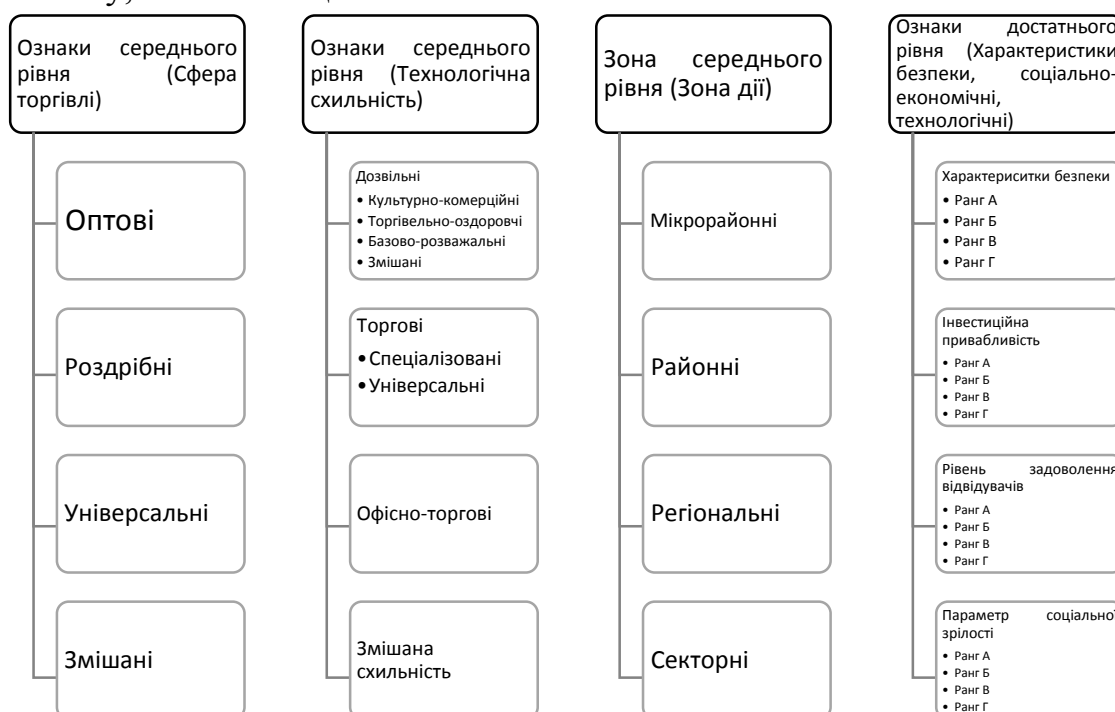 Ознаки середнього
рівня (Сфера
торгівлі)
Оптові
Роздрібні
Універсальні
Змішані
Ознаки середнього
рівня (Технологічна
схильність)
Дозвільні
• Культурно-комерційні
• Торгівельно-оздоровчі
• Базово-розважальні
• Змішані
Торгові
• Спеціалізовані
• Універсальні
Офісно-торгові
Змішана
схильність
Зона середнього
рівня (Зона дії)
Мікрорайонні
Районні
Регіональні
Секторні
Ознаки достатнього
рівня (Характеристики
безпеки, соціально-
економічні,
технологічні)
Характериситки безпеки
• Ранг А
• Ранг Б
• Ранг В
• Ранг Г
Інвестиційна
привабливість
• Ранг А
• Ранг Б
• Ранг В
• Ранг Г
Рівень задоволення
відвідувачів
• Ранг А
• Ранг Б
• Ранг В
• Ранг Г
Параметр соціальної
зрілості
• Ранг А
• Ранг Б
• Ранг В
• Ранг Г